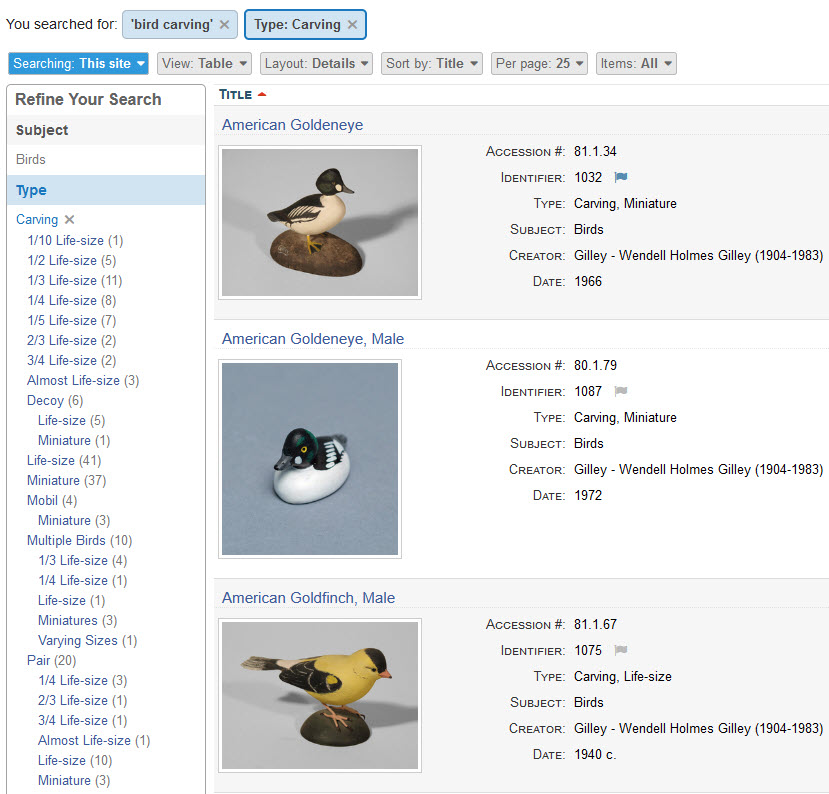 You searched for: 'bird carving' ✕ Type: Carving ✕
Searching: This site View: Table Layout: Details Sort by: Title Per page: 25 Items: All
Refine Your Search
Subject
Birds
Type
Carving ✕
1/10 Life-size (1)
1/2 Life-size (5)
1/3 Life-size (11)
1/4 Life-size (8)
1/5 Life-size (7)
2/3 Life-size (2)
3/4 Life-size (2)
Almost Life-size (3)
Decoy (6)
Life-size (5)
Miniature (1)
Life-size (41)
Miniature (37)
Mobil (4)
Miniature (3)
Multiple Birds (10)
1/3 Life-size (4)
1/4 Life-size (1)
Life-size (1)
Miniatures (3)
Varying Sizes (1)
Pair (20)
1/4 Life-size (3)
2/3 Life-size (1)
3/4 Life-size (1)
Almost Life-size (1)
Life-size (10)
Miniature (3)
Title
American Goldeneye
Accession #: 81.1.34
Identifier: 1032
Type: Carving, Miniature
Subject: Birds
Creator: Gilley - Wendell Holmes Gilley (1904-1983)
Date: 1966
American Goldeneye, Male
Accession #: 80.1.79
Identifier: 1087
Type: Carving, Miniature
Subject: Birds
Creator: Gilley - Wendell Holmes Gilley (1904-1983)
Date: 1972
American Goldfinch, Male
Accession #: 81.1.67
Identifier: 1075
Type: Carving, Life-size
Subject: Birds
Creator: Gilley - Wendell Holmes Gilley (1904-1983)
Date: 1940 c.